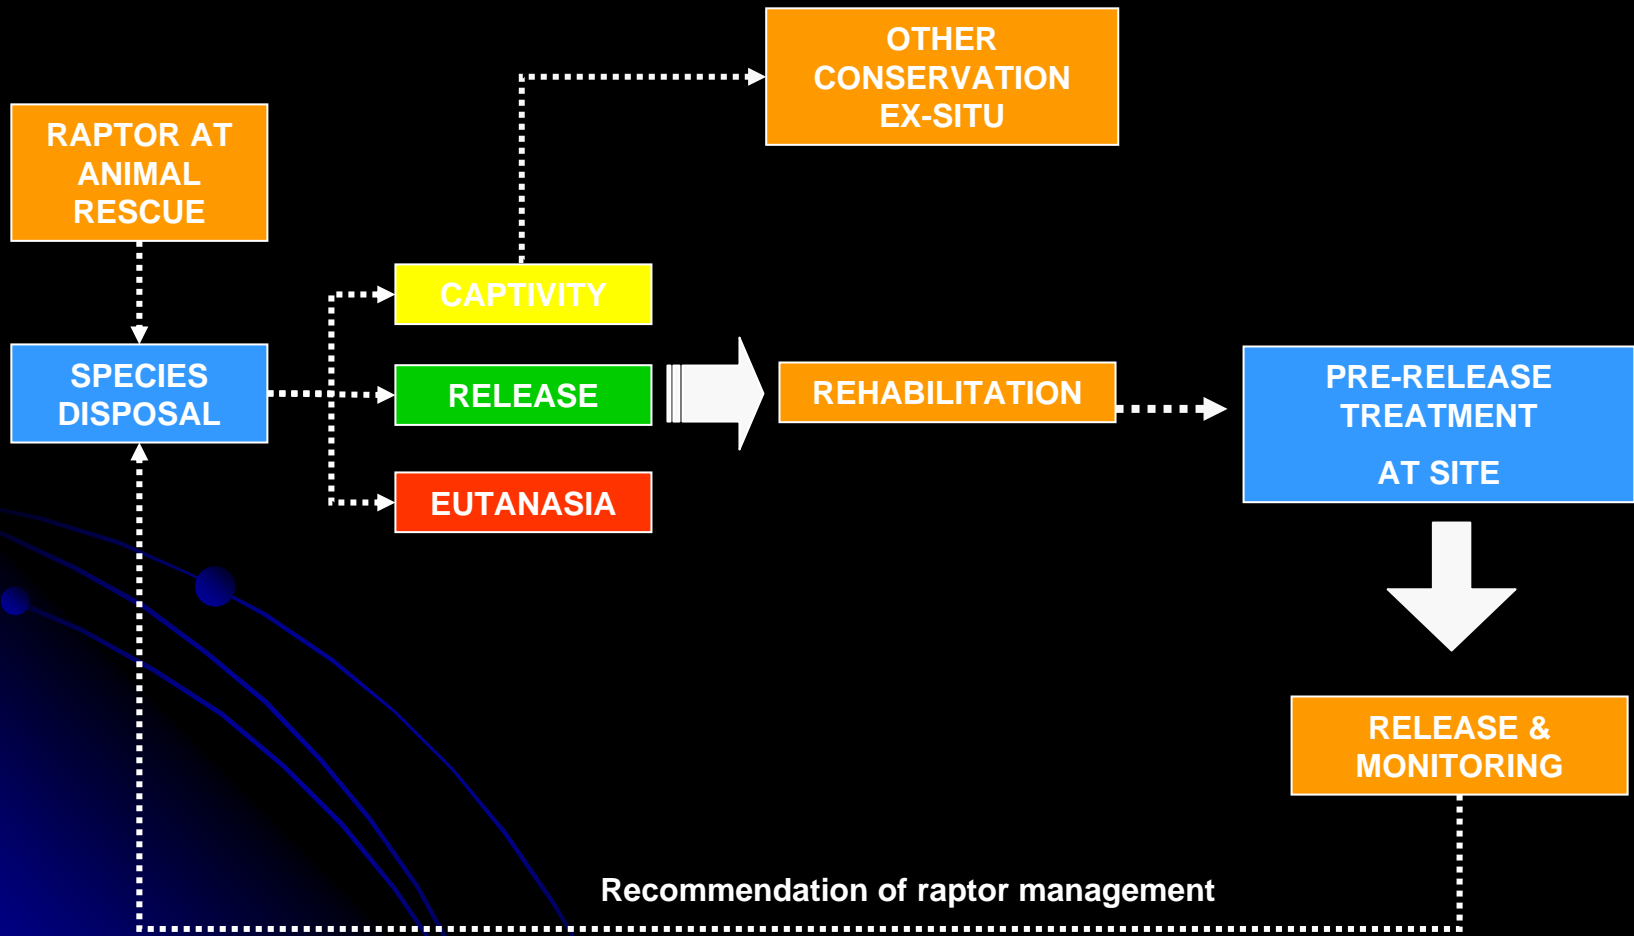 OTHER
CONSERVATION
EX-SITU
RAPTOR AT
ANIMAL
RESCUE
CAPTIVITY
SPECIES
DISPOSAL
RELEASE
REHABILITATION
PRE-RELEASE
TREATMENT
AT SITE
EUTANASIA
RELEASE &
MONITORING
Recommendation of raptor management